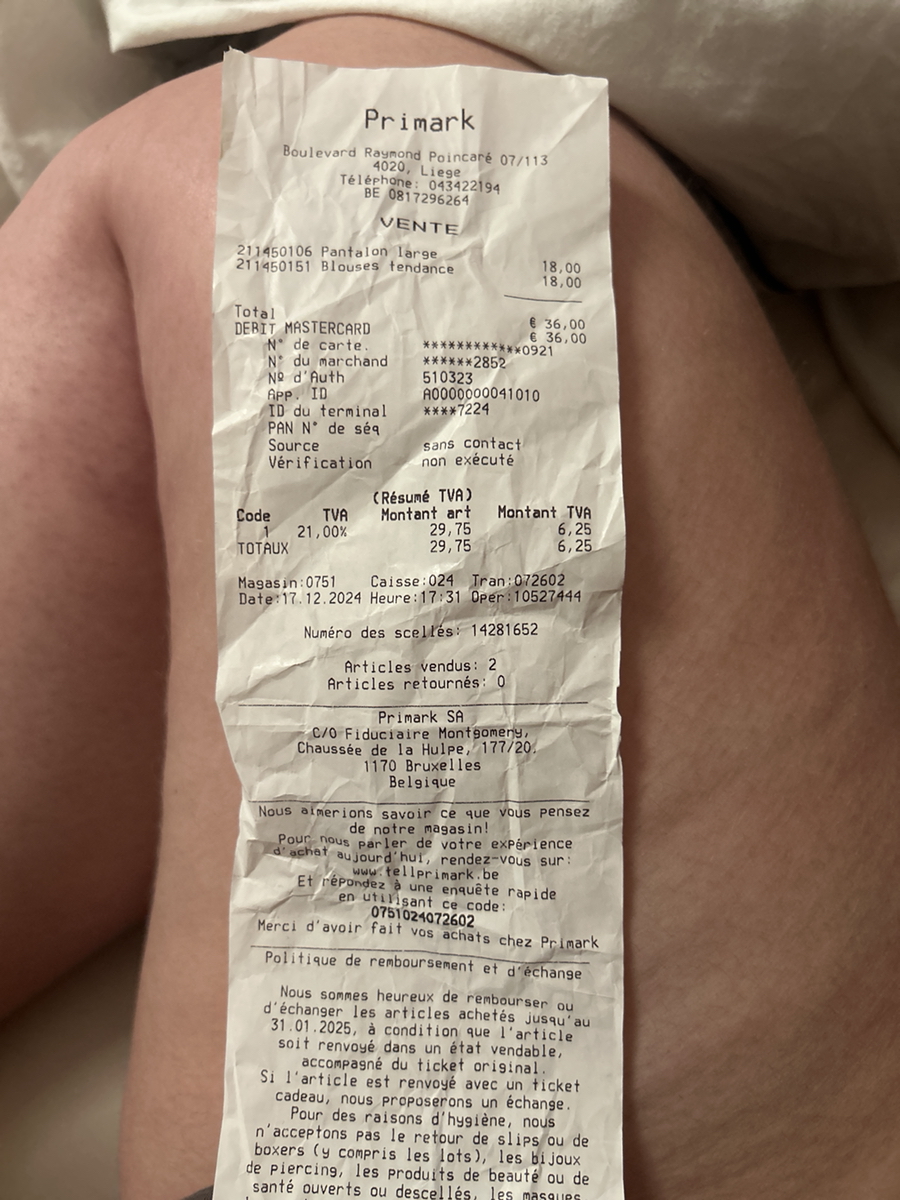 Primark
Boulevard Raymond Poincaré 07/113
4020, Liege
Téléphone: 043422194
BE 0817296264
VENTE
211450106 Pantalon large 18,00
211450151 Blouses tendance 18,00
Total € 36,00
DEBIT MASTERCARD € 36,00
N° de carte. ************0921
N° du marchand ******2852
Nº d'Auth 510323
App. ID A0000000041010
ID du terminal ****7224
PAN N° de séq
Source sans contact
Vérification non exécuté
(Résumé TVA)
Code TVA Montant art Montant TVA
1 21,00% 29,75 6,25
TOTAUX 29,75 6,25
Magasin:0751 Caisse:024 Tran:072602
Date:17.12.2024 Heure:17:31 Oper:10527444
Numéro des scellés: 14281652
Articles vendus: 2
Articles retournés: 0
Primark SA
C/O Fiduciaire Montgomery,
Chaussée de la Hulpe, 177/20.
1170 Bruxelles
Belgique
Nous aimerions savoir ce que vous pensez
de notre magasin!
Pour nous parler de votre expérience
d'achat aujourd'hui, rendez-vous sur:
www.tellprimark.be
Et répondez à une enquête rapide
en utilisant ce code:
0751024072602
Merci d'avoir fait vos achats chez Primark
Politique de remboursement et d'échange
Nous sommes heureux de rembourser ou
d'échanger les articles achetés jusqu'au
31.01.2025, à condition que l'article
soit renvoyé dans un état vendable,
accompagné du ticket original.
Si l'article est renvoyé avec un ticket
cadeau, nous proposerons un échange.
Pour des raisons d'hygiène, nous
n'acceptons pas le retour de slips ou de
boxers (y compris les lots), les bijoux
de piercing, les produits de beauté ou de
santé ouverts ou descellés, les masques